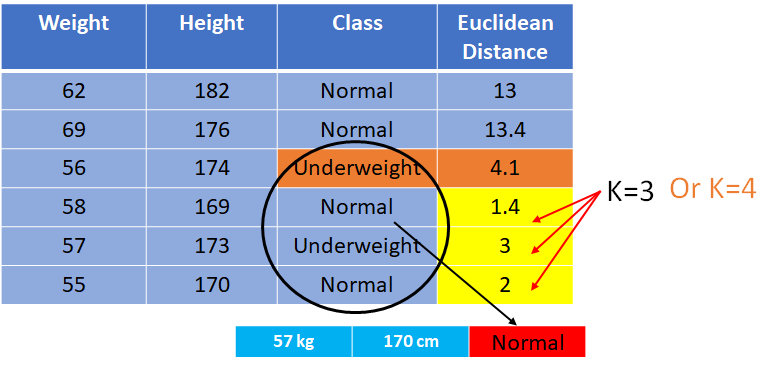 Weight Height Class Euclidean
Distance
62 182 Normal 13
69 176 Normal 13.4
56 174 Underweight 4.1
58 169 Normal 1.4
K=3 Or K=4
57 173 Underweight 3
55 170 Normal 2
57 kg 170 cm Normal